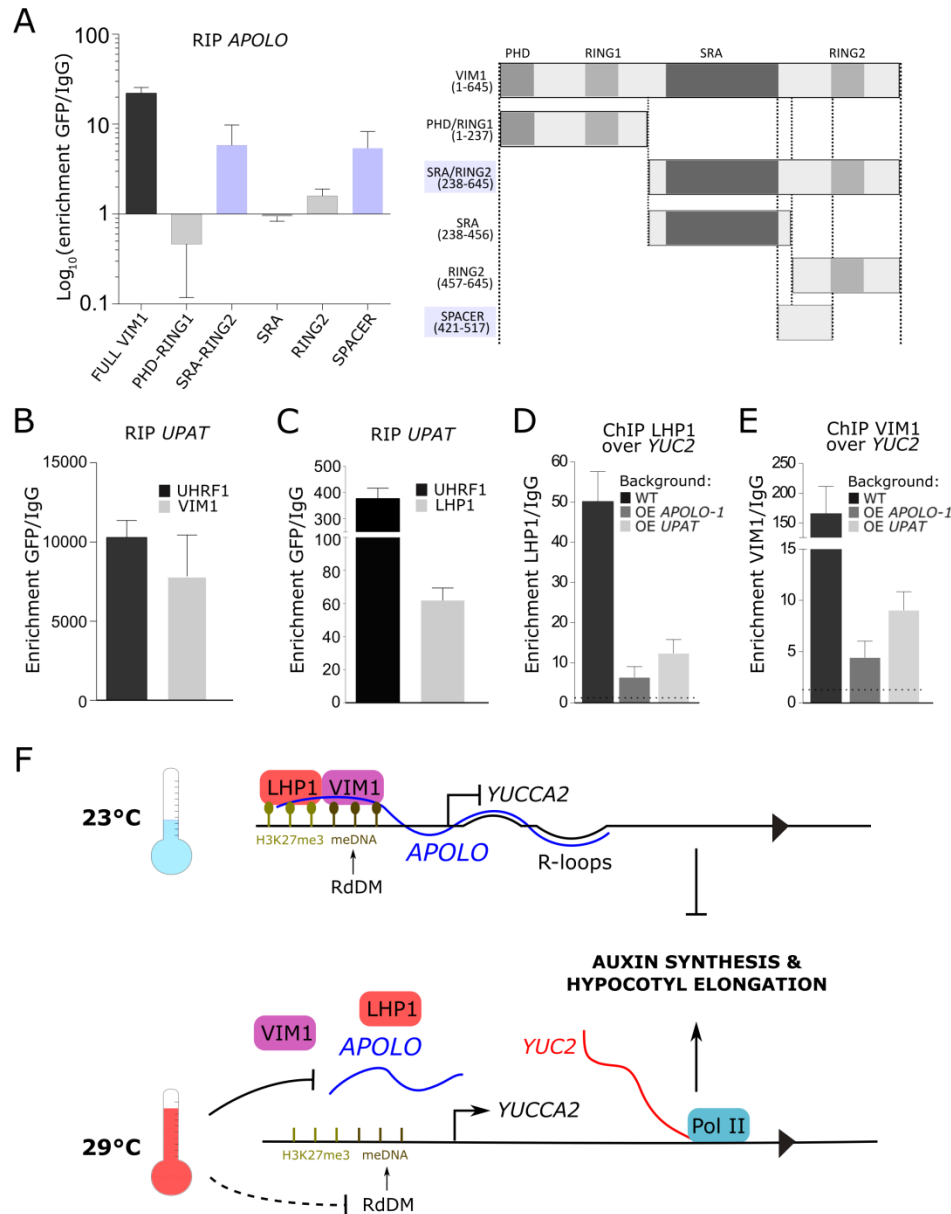 A
RIP APOLO
Log10(enrichment GFP/IgG)
100
10
1
0.1
FULL VIM1
PHD-RING1
SRA-RING2
SRA
RING2
SPACER
PHD RING1 SRA RING2
VIM1
(1-645)
PHD/RING1
(1-237)
SRA/RING2
(238-645)
SRA
(238-456)
RING2
(457-645)
SPACER
(421-517)
B
RIP UPAT
Enrichment GFP/IgG
15000
10000
5000
0
UHRF1
VIM1
C
RIP UPAT
Enrichment GFP/IgG
500
400
300
100
80
60
40
20
0
UHRF1
LHP1
D
ChIP LHP1
over YUC2
Enrichment LHP1/IgG
60
50
40
30
20
10
0
Background:
WT
OE APOLO-1
OE UPAT
E
ChIP VIM1
over YUC2
Enrichment VIM1/IgG
250
200
150
100
15
10
5
0
Background:
WT
OE APOLO-1
OE UPAT
F
23°C
LHP1 VIM1
YUCCA2
H3K27me3 meDNA
APOLO
R-loops
RdDM
AUXIN SYNTHESIS &
HYPOCOTYL ELONGATION
LHP1
VIM1
APOLO
YUC2
YUCCA2
Pol II
29°C
H3K27me3 meDNA
RdDM